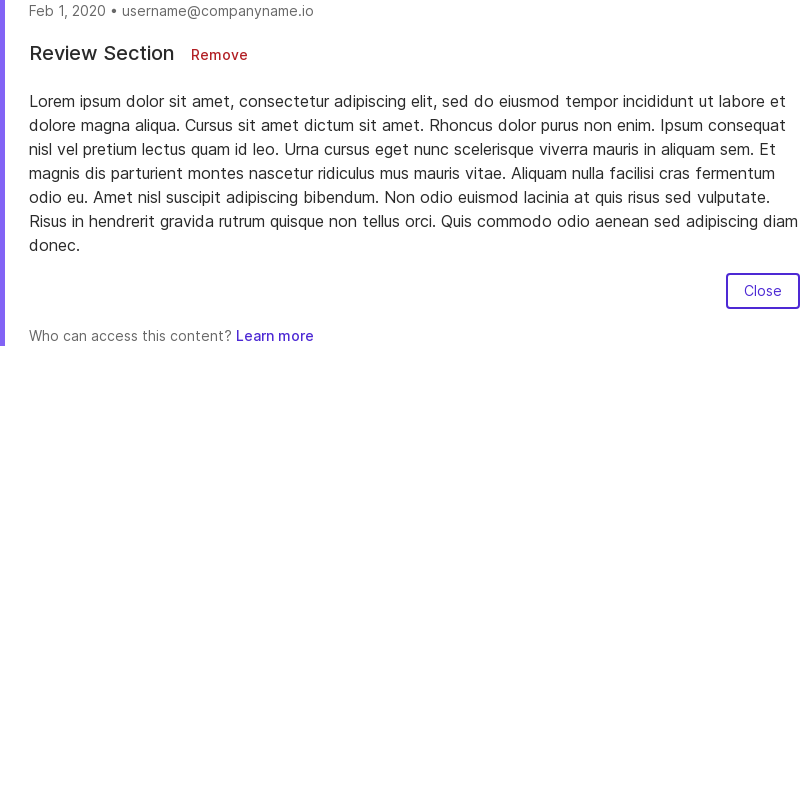 Feb 1, 2020 • username@companyname.io
Review Section Remove
Lorem ipsum dolor sit amet, consectetur adipiscing elit, sed do eiusmod tempor incididunt ut labore et
dolore magna aliqua. Cursus sit amet dictum sit amet. Rhoncus dolor purus non enim. Ipsum consequat
nisl vel pretium lectus quam id leo. Urna cursus eget nunc scelerisque viverra mauris in aliquam sem. Et
magnis dis parturient montes nascetur ridiculus mus mauris vitae. Aliquam nulla facilisi cras fermentum
odio eu. Amet nisl suscipit adipiscing bibendum. Non odio euismod lacinia at quis risus sed vulputate.
Risus in hendrerit gravida rutrum quisque non tellus orci. Quis commodo odio aenean sed adipiscing diam
donec.
Close
Who can access this content? Learn more